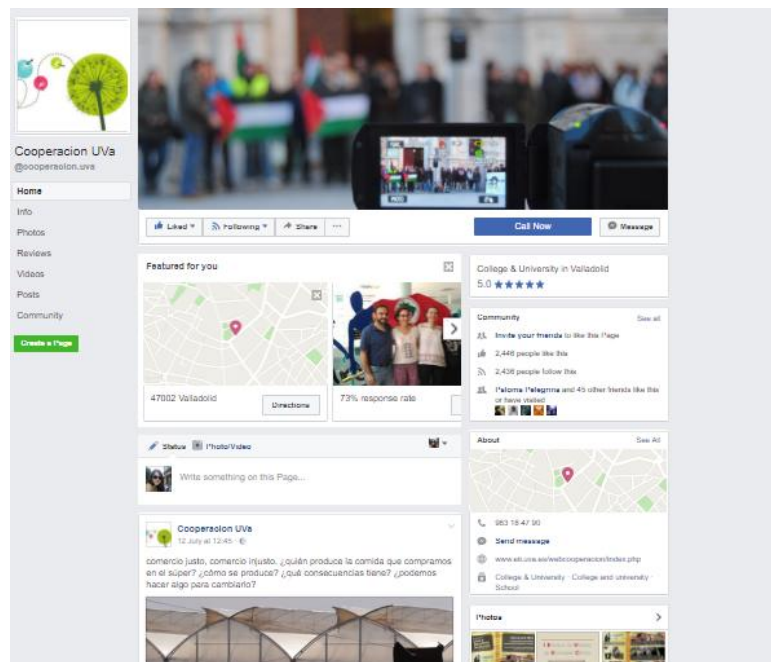 Cooperacion UVa
@cooperacion.uva
Home
Info
Photos
Reviews
Videos
Posts
Community
Create a Page
Liked
Following
Share
Call Now
Message
Featured for you
47002 Valladolid
Directions
73% response rate
Status
Photo/Video
Write something on this Page...
Cooperacion UVa
12 July at 12:45
comercio justo, comercio injusto. ¿quién produce la comida que compramos
en el súper? ¿cómo se produce? ¿qué consecuencias tiene? ¿podemos
hacer algo para cambiarlo?
College & University in Valladolid
5.0
Community
See all
Invite your friends to like this Page
2,446 people like this
2,436 people follow this
Paloma Pelegrina and 45 other friends like this
or have visited
About
See All
983 18 47 90
Send message
College & University · College and university ·
School
Photos